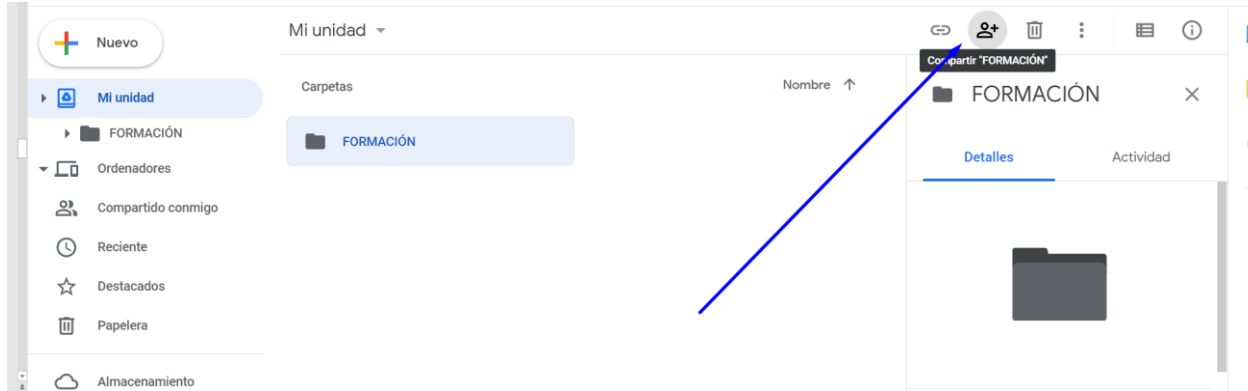 Nuevo
Mi unidad
FORMACIÓN
Ordenadores
Compartido conmigo
Reciente
Destacados
Papelera
Almacenamiento
Mi unidad
Carpetas
Nombre
FORMACIÓN
Compartir "FORMACIÓN"
FORMACIÓN
Detalles
Actividad